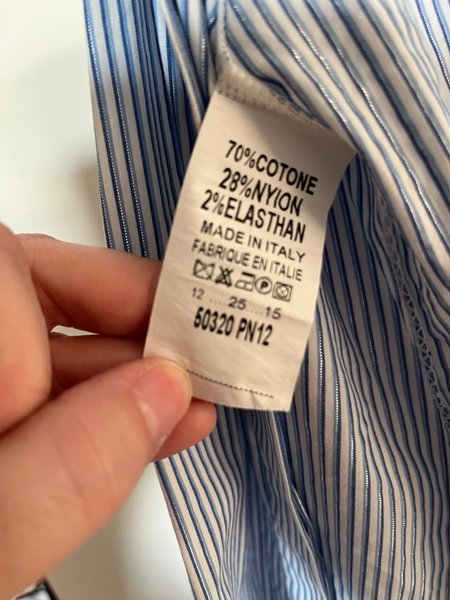 70%COTONE
28%NYION
2%ELASTHAN
MADE IN ITALY
FABRIQUE EN ITALIE
P
12 ....25....15
50320 PN12